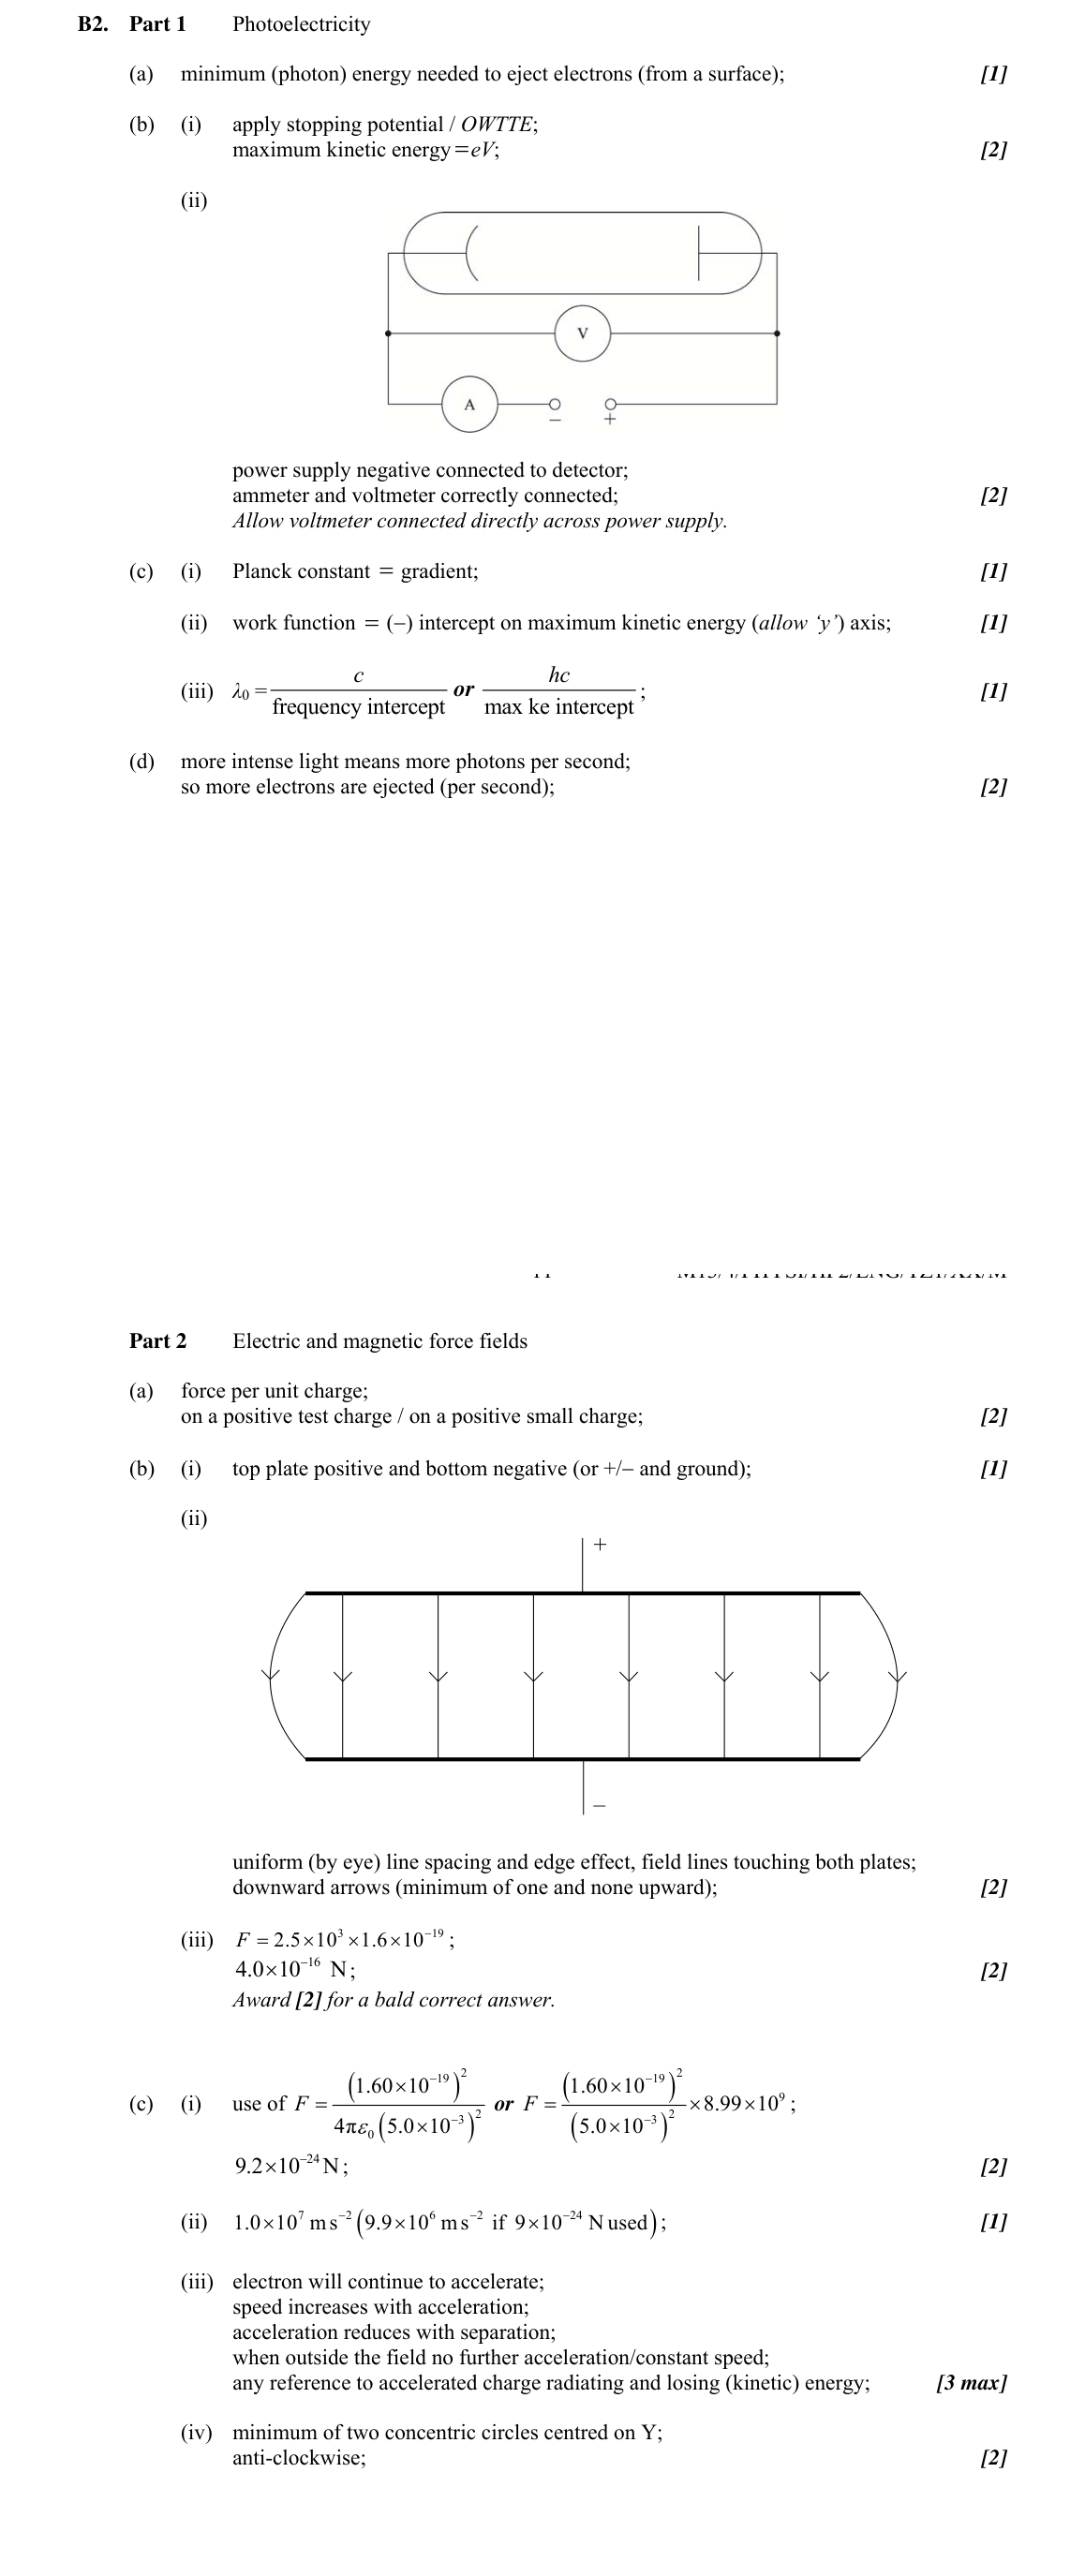 B2. Part 1 Photoelectricity
(a) minimum (photon) energy needed to eject electrons (from a surface); [1]
(b) (i) apply stopping potential / OWTTE;
maximum kinetic energy=eV; [2]
(ii)
V
A
− +
power supply negative connected to detector;
ammeter and voltmeter correctly connected; [2]
Allow voltmeter connected directly across power supply.
(c) (i) Planck constant = gradient; [1]
(ii) work function = (−) intercept on maximum kinetic energy (allow ‘y’) axis; [1]
(iii) λ₀ = c / frequency intercept or hc / max ke intercept ; [1]
(d) more intense light means more photons per second;
so more electrons are ejected (per second); [2]
Part 2 Electric and magnetic force fields
(a) force per unit charge;
on a positive test charge / on a positive small charge; [2]
(b) (i) top plate positive and bottom negative (or +/− and ground); [1]
(ii)
+
−
uniform (by eye) line spacing and edge effect, field lines touching both plates;
downward arrows (minimum of one and none upward); [2]
(iii) F = 2.5×10³ ×1.6×10⁻¹⁹ ;
4.0×10⁻¹⁶ N; [2]
Award [2] for a bald correct answer.
(c) (i) use of F = (1.60×10⁻¹⁹)² / 4πε₀(5.0×10⁻³)² or F = (1.60×10⁻¹⁹)² / (5.0×10⁻³)² ×8.99×10⁹ ;
9.2×10⁻²⁴ N; [2]
(ii) 1.0×10⁷ m s⁻² (9.9×10⁶ m s⁻² if 9×10⁻²⁴ N used); [1]
(iii) electron will continue to accelerate;
speed increases with acceleration;
acceleration reduces with separation;
when outside the field no further acceleration/constant speed;
any reference to accelerated charge radiating and losing (kinetic) energy; [3 max]
(iv) minimum of two concentric circles centred on Y;
anti-clockwise; [2]